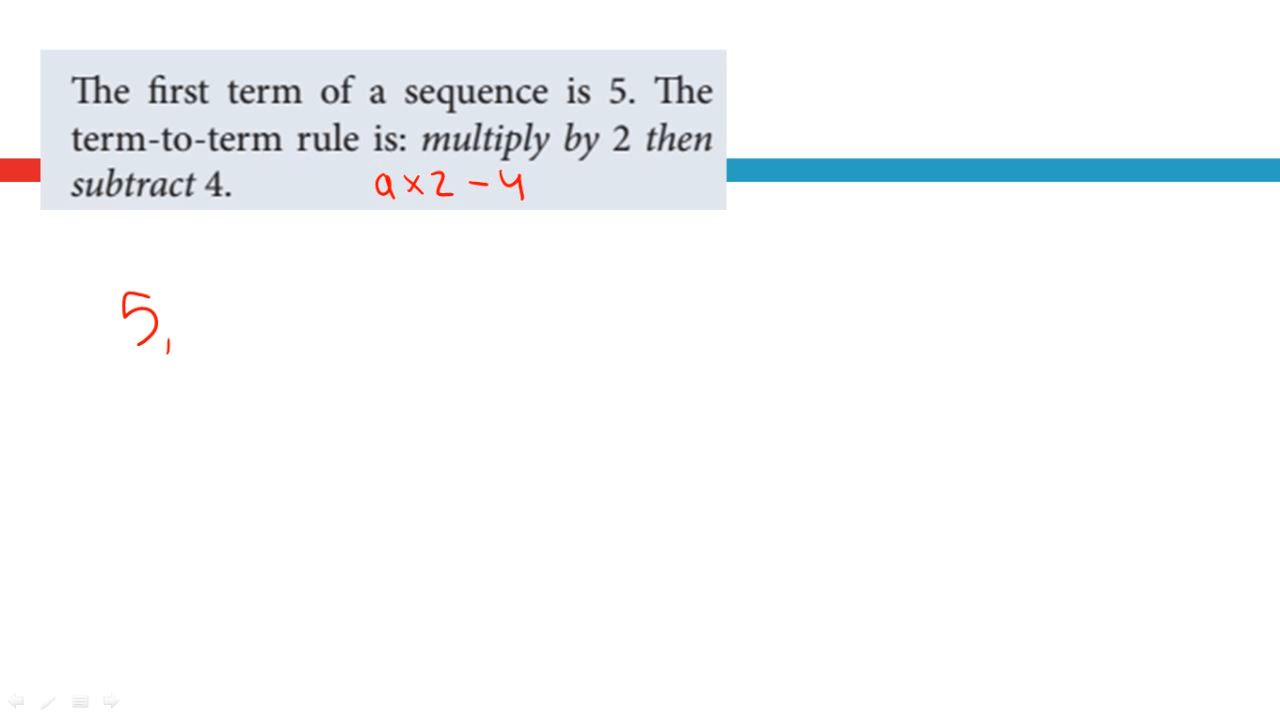 The first term of a sequence is 5. The
term-to-term rule is: multiply by 2 then
subtract 4.
a × 2 − 4
5,